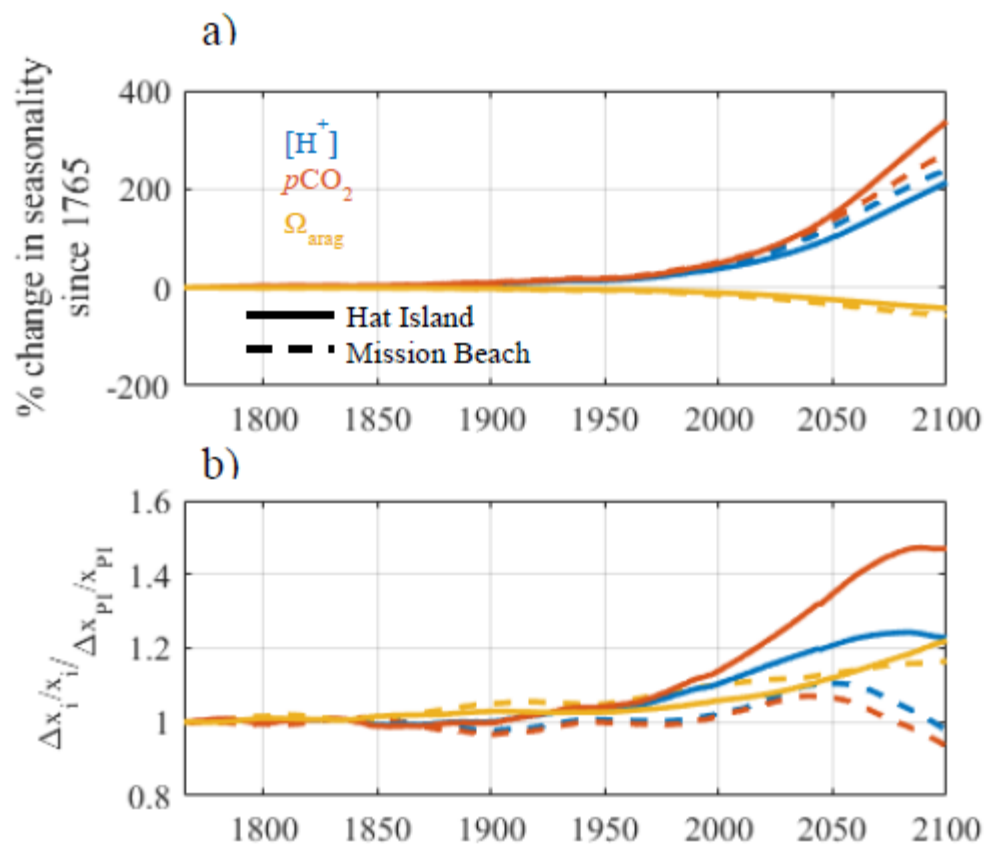 a)
% change in seasonality
since 1765
400
200
0
-200
[H⁺]
pCO₂
Ωarag
Hat Island
Mission Beach
1800 1850 1900 1950 2000 2050 2100
b)
Δxᵢ/xᵢ/ΔxPI/xPI
1.6
1.4
1.2
1
0.8
1800 1850 1900 1950 2000 2050 2100